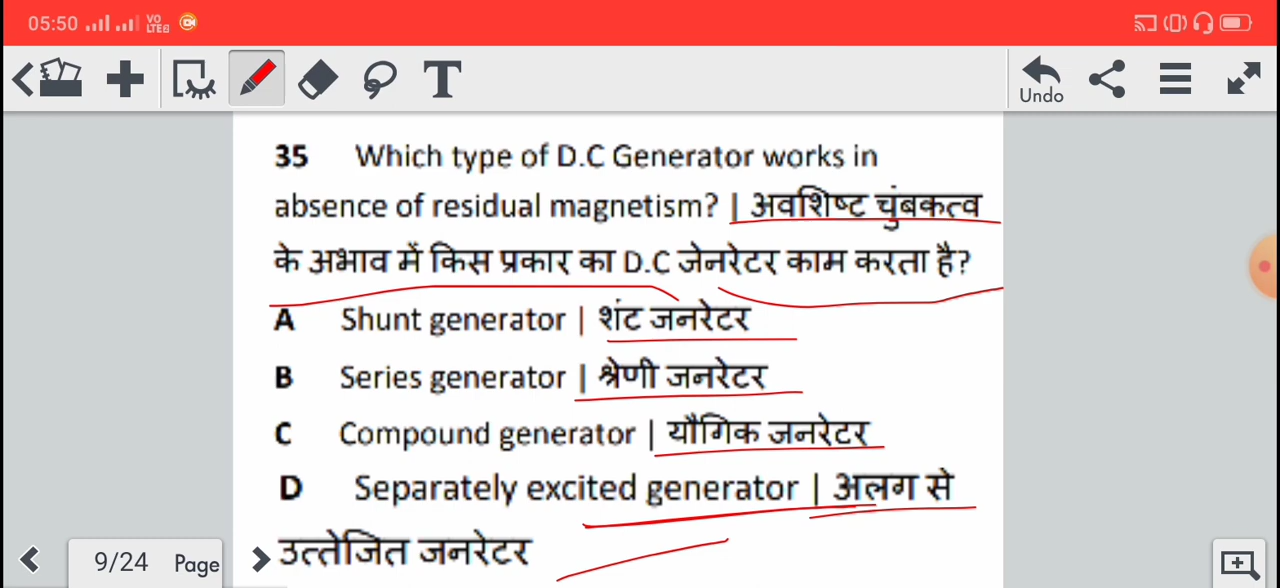 05:50 VO LTE
Undo
35 Which type of D.C Generator works in
absence of residual magnetism? | अवशिष्ट चुंबकत्व
के अभाव में किस प्रकार का D.C जेनरेटर काम करता है?
A Shunt generator | शंट जनरेटर
B Series generator | श्रेणी जनरेटर
C Compound generator | यौगिक जनरेटर
D Separately excited generator | अलग से
उत्तेजित जनरेटर
9/24 Page